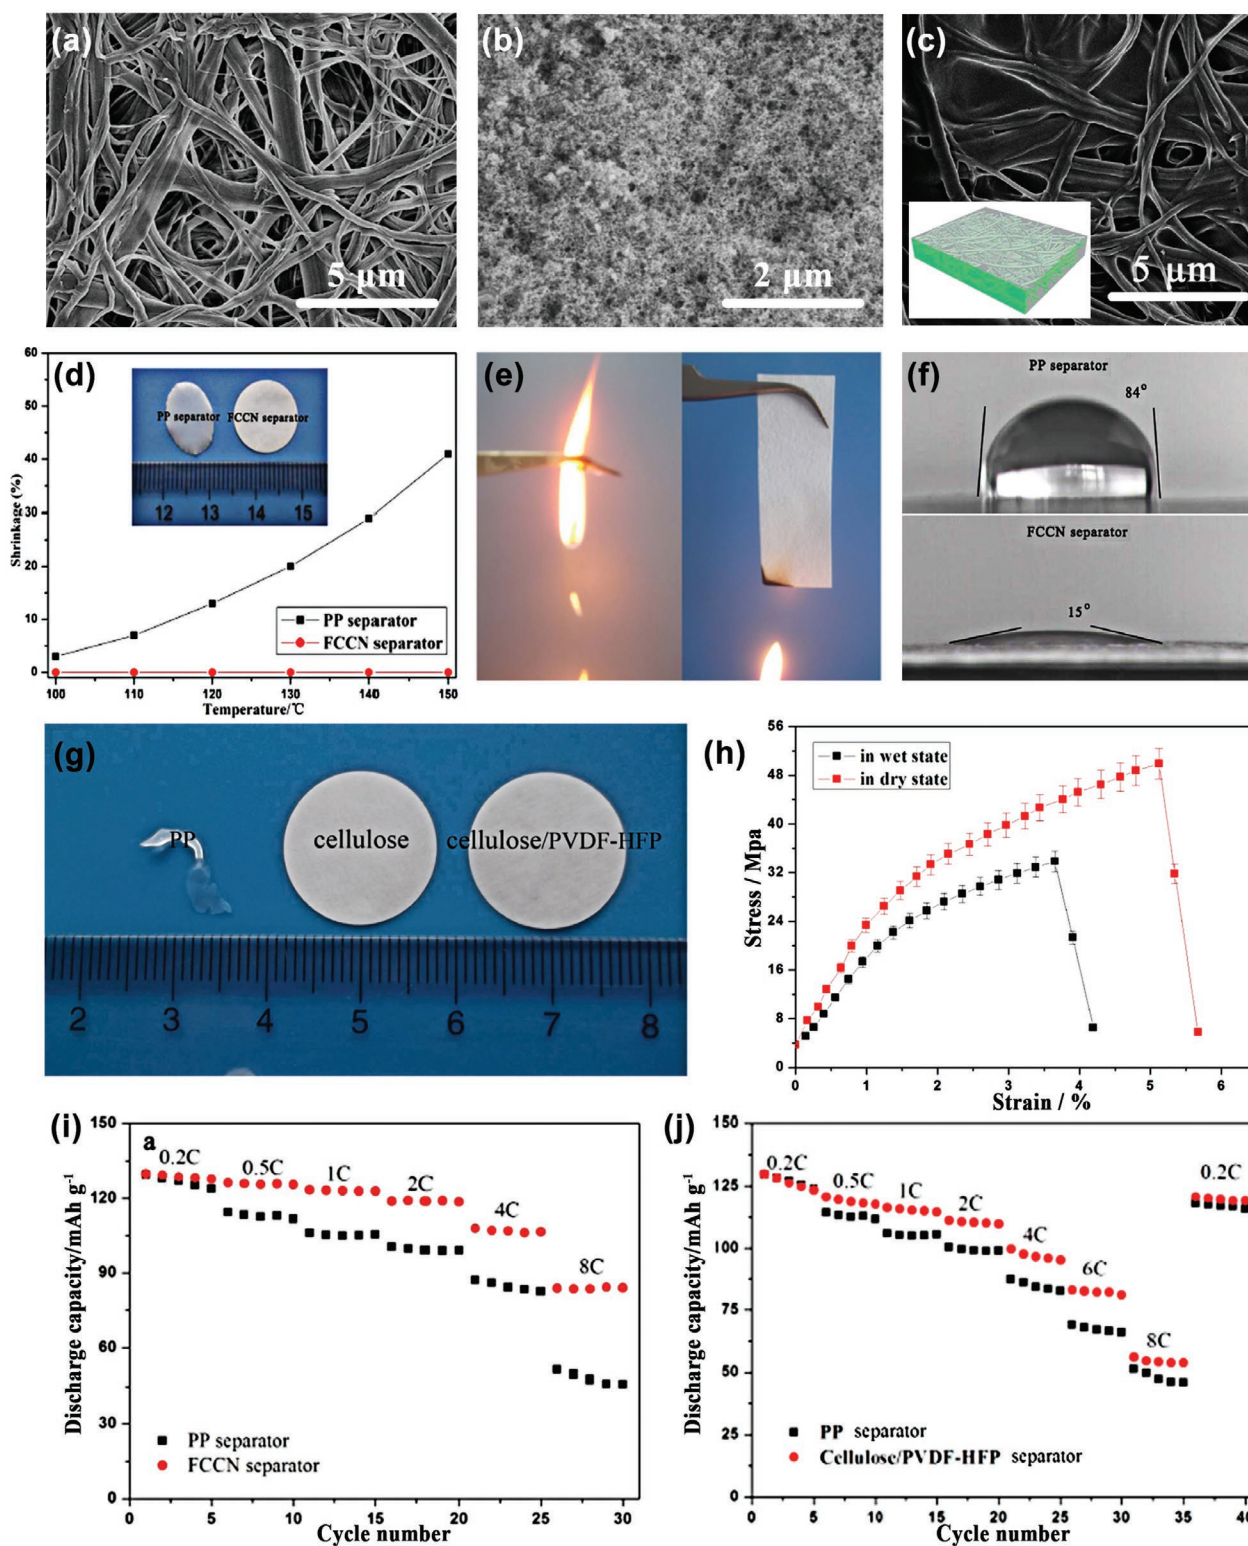 (a)
5 μm
(b)
2 μm
(c)
5 μm
(d)
60
50
40
30
20
10
0
Shrinkage (%)
PP separator
FCCN separator
12 13 14 15
PP separator
FCCN separator
100 110 120 130 140 150
Temperature/℃
(e)
(f)
PP separator
84°
FCCN separator
15°
(g)
PP
cellulose
cellulose/PVDF-HFP
2 3 4 5 6 7 8
(h)
56
48
40
32
24
16
8
0
Stress / Mpa
in wet state
in dry state
0 1 2 3 4 5 6
Strain / %
(i)
a
150
120
90
60
30
0
Discharge capacity/mAh g-1
0.2C
0.5C
1C
2C
4C
8C
PP separator
FCCN separator
0 5 10 15 20 25 30
Cycle number
(j)
150
125
100
75
50
25
0
Discharge capacity/mAh g-1
0.2C
0.5C
1C
2C
4C
6C
8C
0.2C
PP separator
Cellulose/PVDF-HFP separator
0 5 10 15 20 25 30 35 40
Cycle number